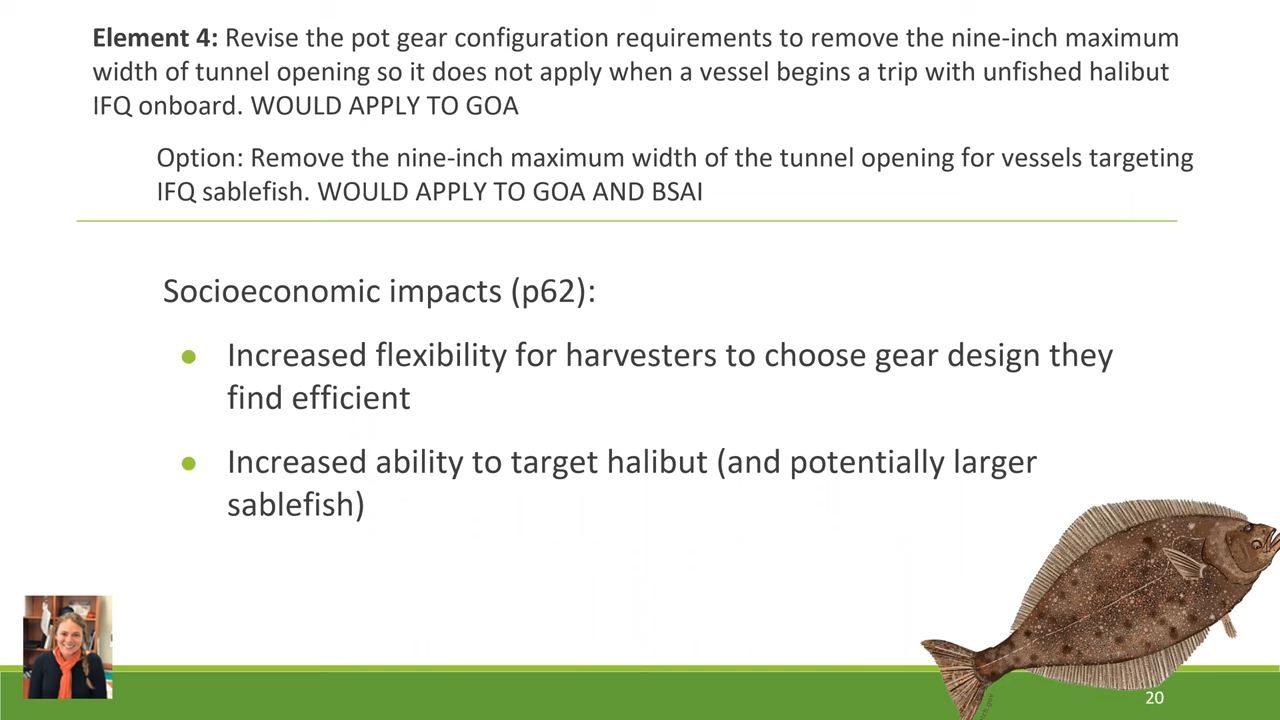 Element 4: Revise the pot gear configuration requirements to remove the nine-inch maximum
width of tunnel opening so it does not apply when a vessel begins a trip with unfished halibut
IFQ onboard. WOULD APPLY TO GOA
Option: Remove the nine-inch maximum width of the tunnel opening for vessels targeting
IFQ sablefish. WOULD APPLY TO GOA AND BSAI
Socioeconomic impacts (p62):
● Increased flexibility for harvesters to choose gear design they
find efficient
● Increased ability to target halibut (and potentially larger
sablefish)
20